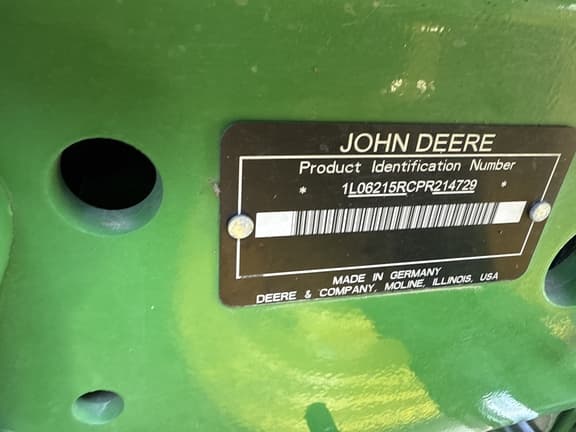 JOHN DEERE
Product Identification Number
* 1L06215RCPR214729 *
MADE IN GERMANY
DEERE & COMPANY, MOLINE, ILLINOIS, USA